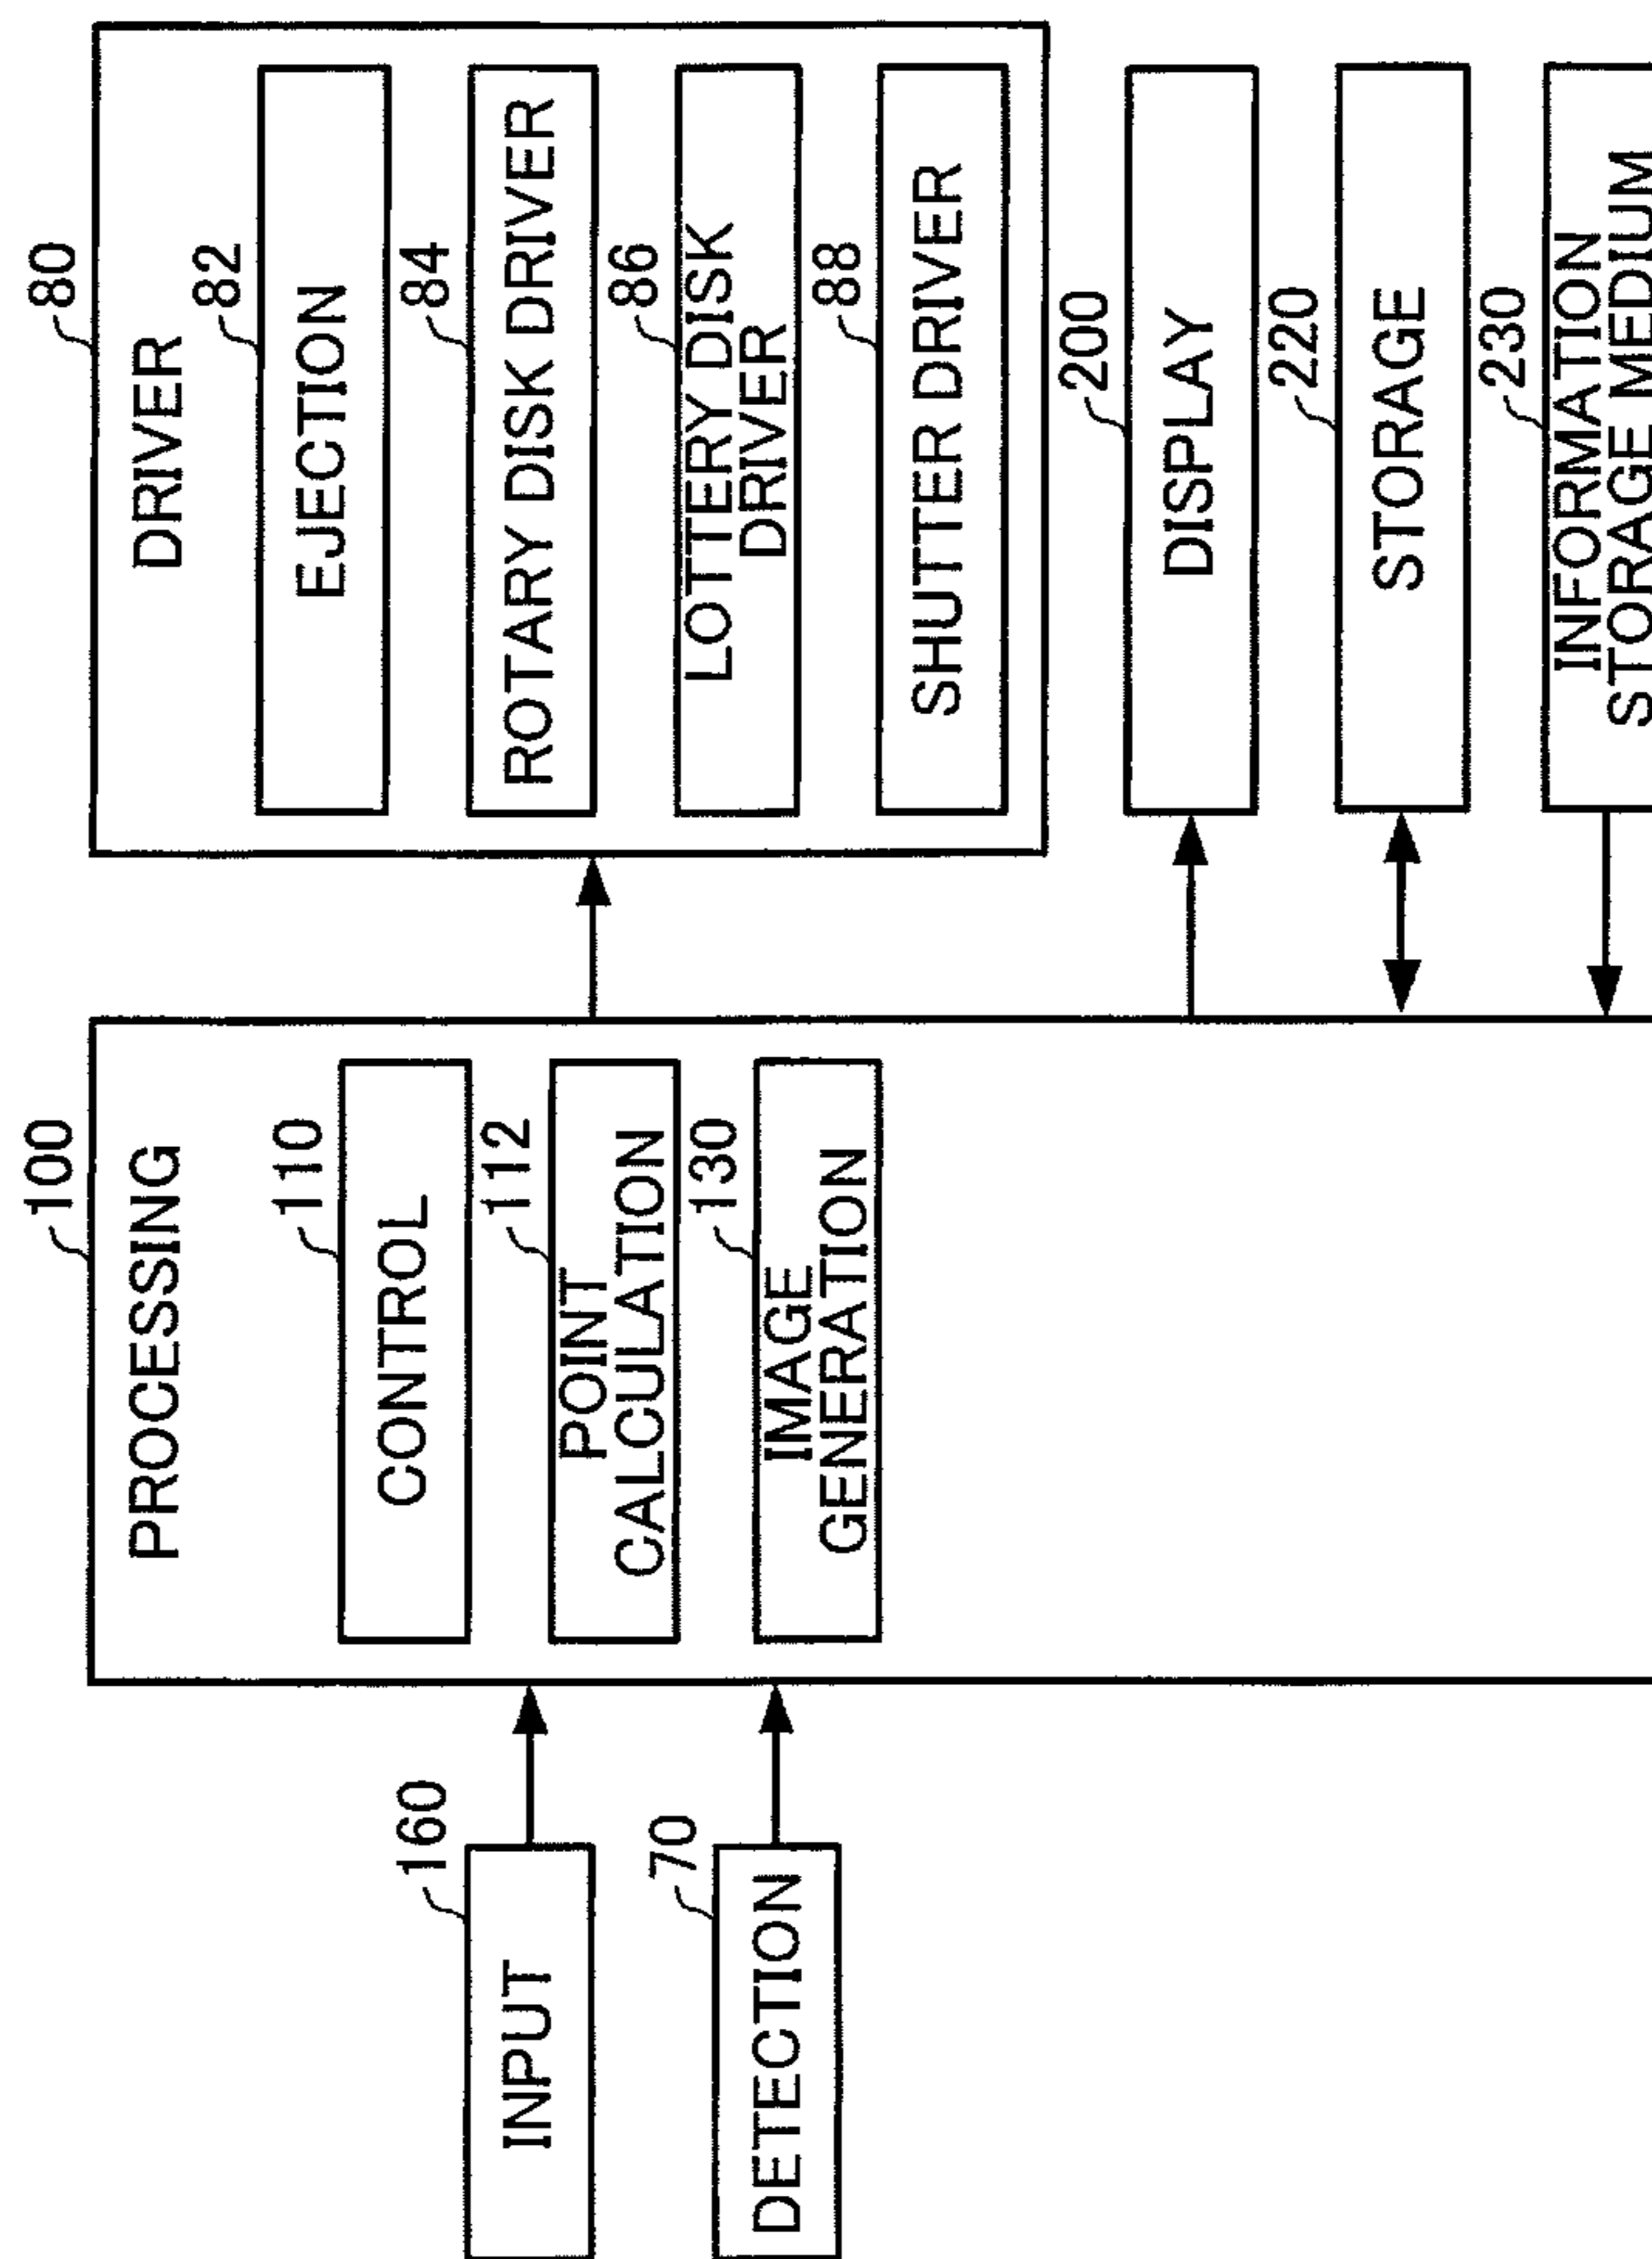 160
INPUT
70
DETECTION
100
PROCESSING
110
CONTROL
112
POINT
CALCULATION
130
IMAGE
GENERATION
80
DRIVER
82
EJECTION
84
ROTARY DISK DRIVER
86
LOTTERY DISK
DRIVER
88
SHUTTER DRIVER
200
DISPLAY
220
STORAGE
230
INFORMATION
STORAGE MEDIUM